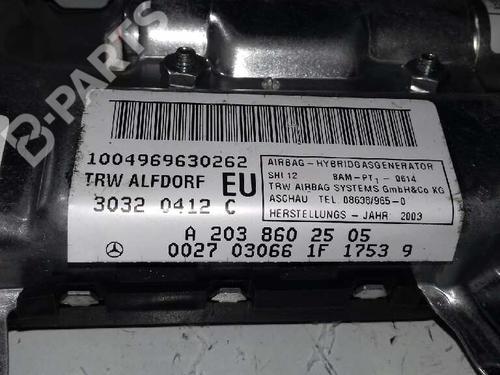 B-PARTS
1004969630262
TRW ALFDORF EU
3032 0412 C
AIRBAG-HYBRIDGASGENERATOR
SHI 12 BAM-PT1-0614
TRW AIRBAG SYSTEMS GmbH&Co KG
ASCHAU TEL 08638/965-0
HERSTELLUNGS - JAHR 2003
A 203 860 25 05
0027 03066 1F 1753 9